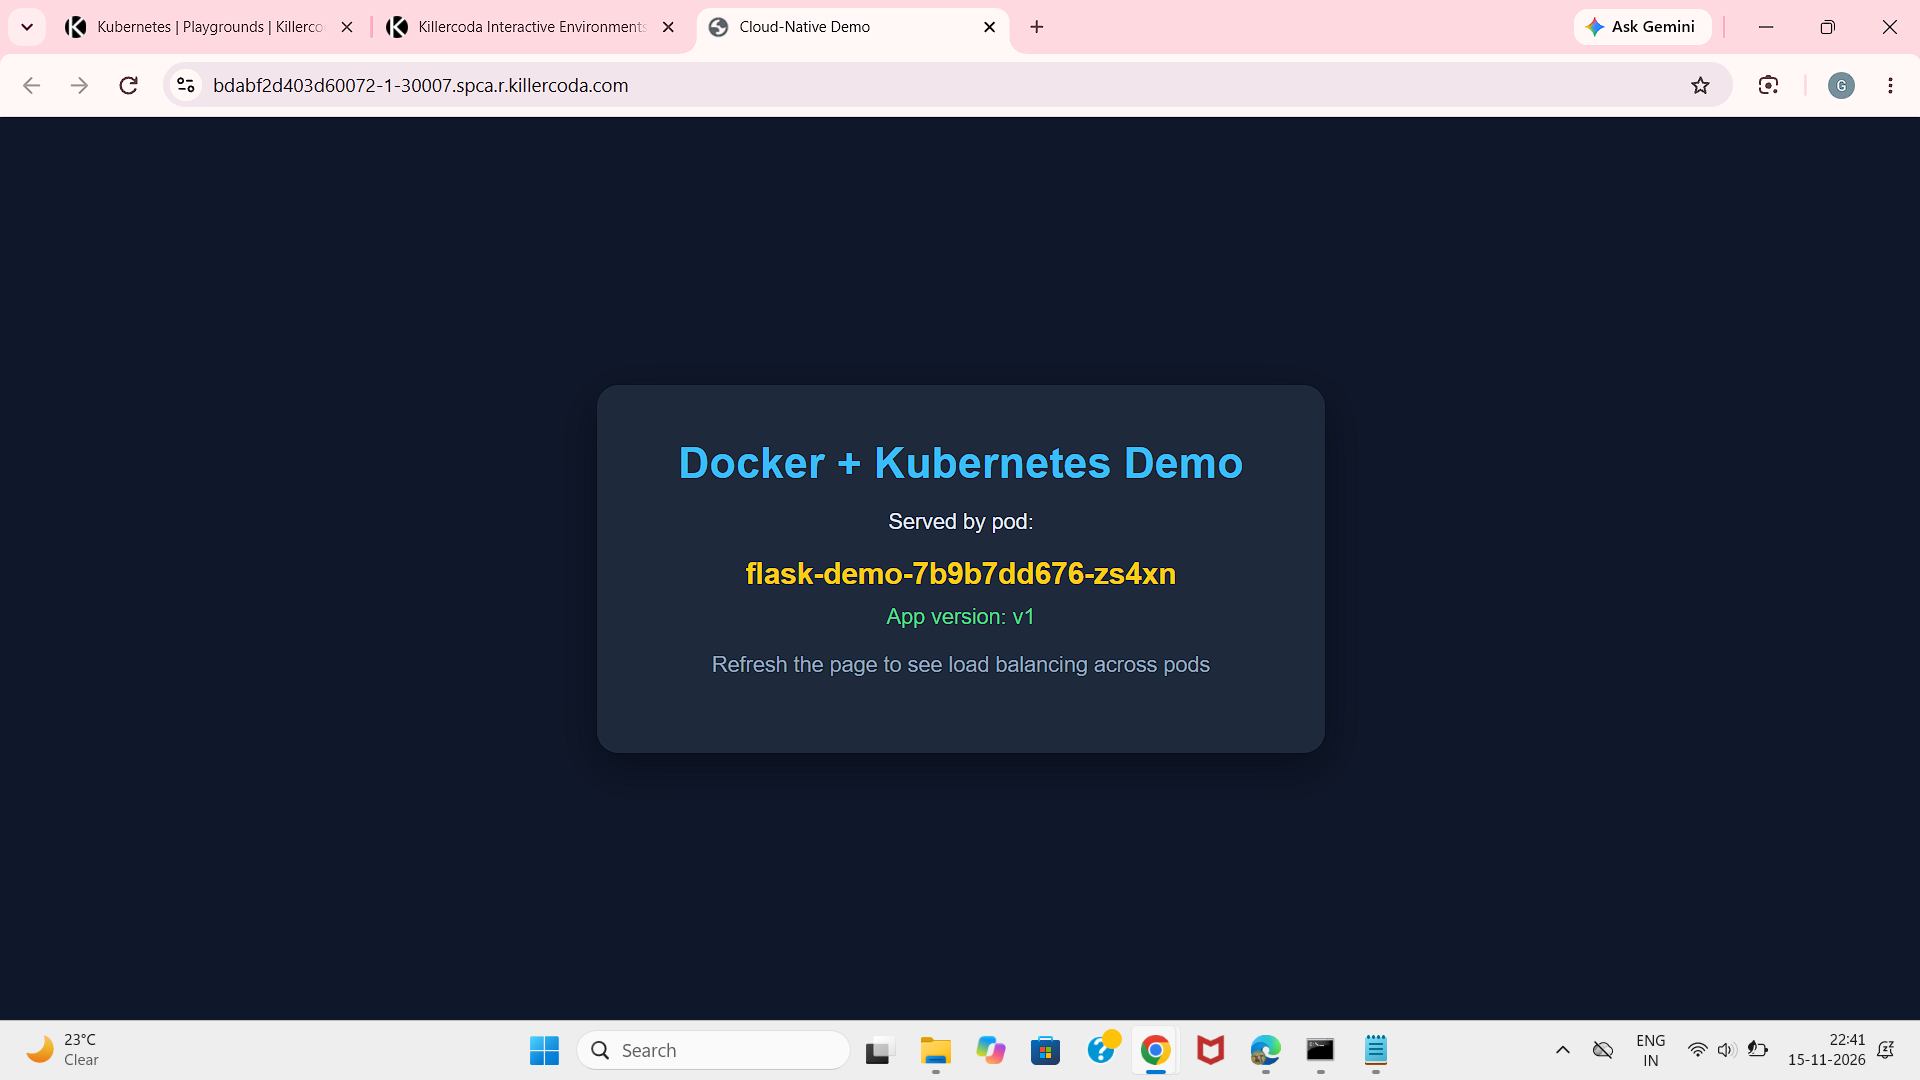 Kubernetes | Playgrounds | Killerco
Killercoda Interactive Environments
Cloud-Native Demo
Ask Gemini
bdabf2d403d60072-1-30007.spca.r.killercoda.com
G
Docker + Kubernetes Demo
Served by pod:
flask-demo-7b9b7dd676-zs4xn
App version: v1
Refresh the page to see load balancing across pods
23°C
Clear
Search
ENG
IN
22:41
15-11-2026